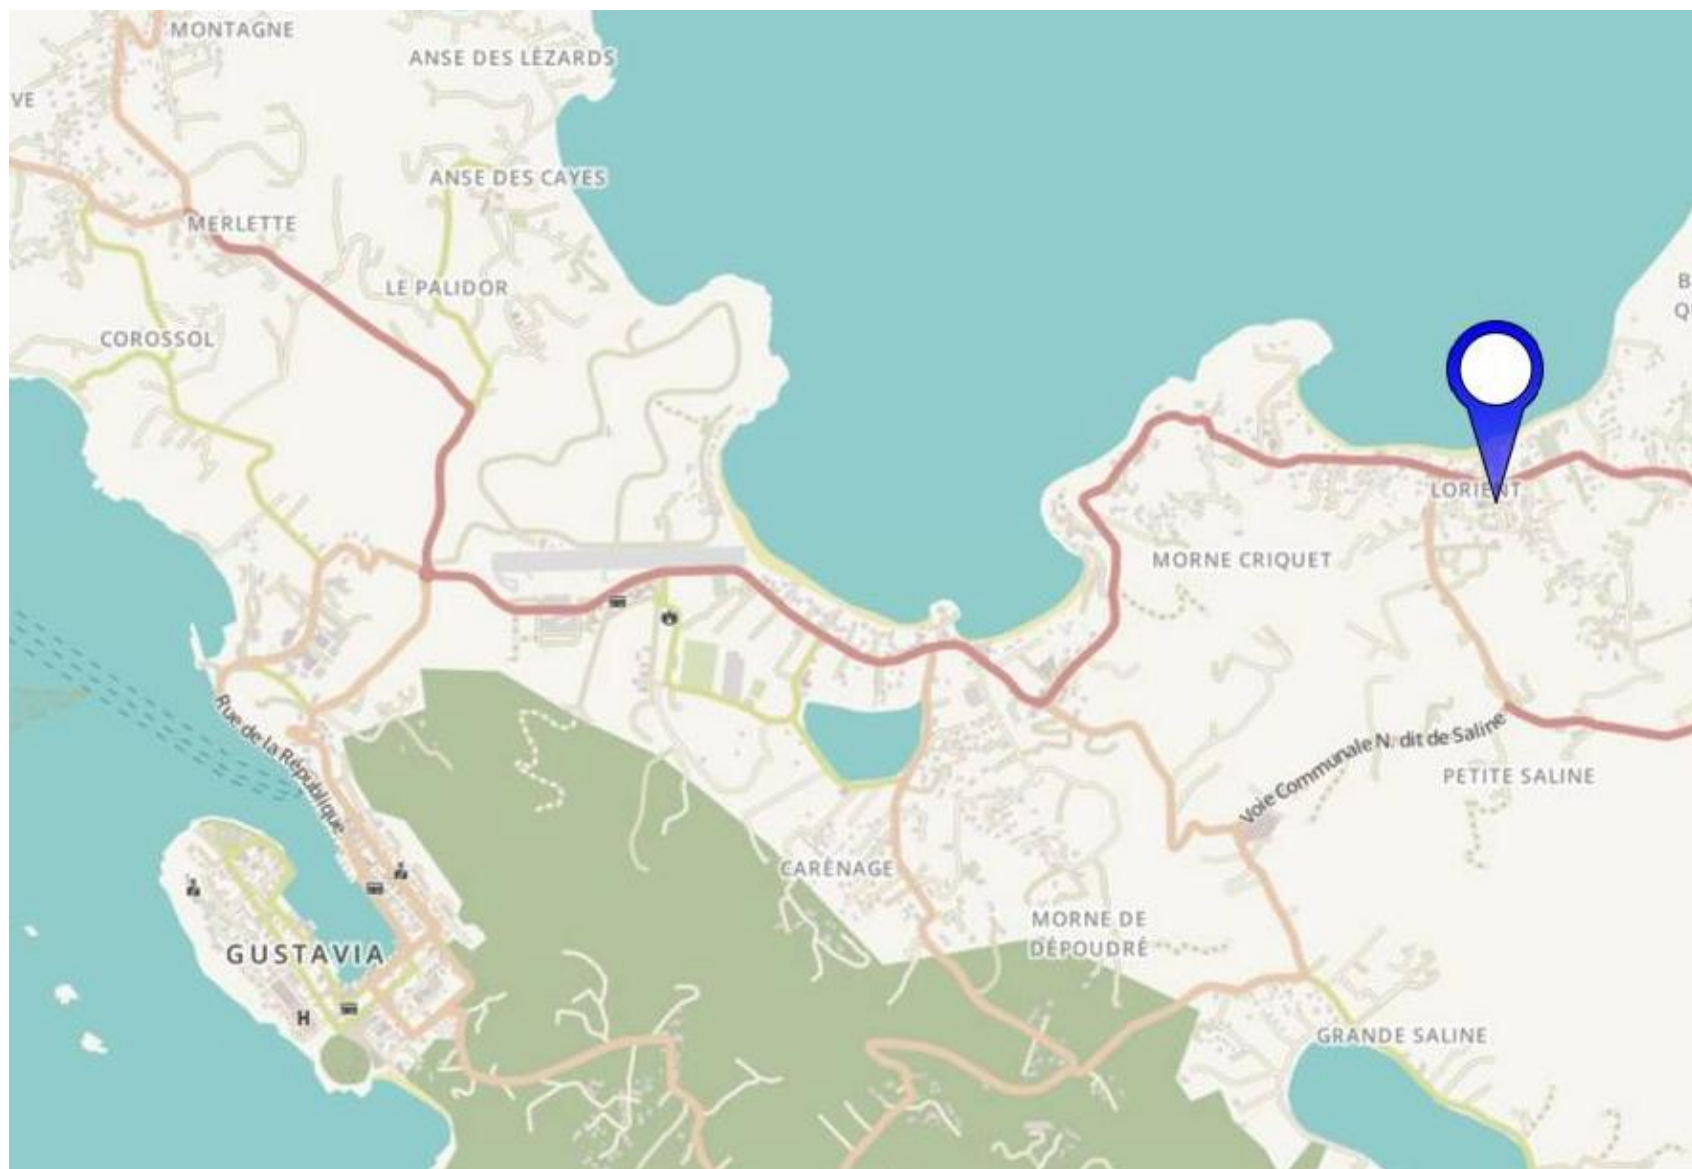 MONTAGNE
ANSE DES LÉZARDS
VE
ANSE DES CAYES
MERLETTE
LE PALIDOR
B
Q
COROSSOL
LORIENT
MORNE CRIQUET
Rue de la République
Voie Communale N. dit de Saline
PETITE SALINE
CARÉNAGE
MORNE DE
DÉPOUDRÉ
GUSTAVIA
H
GRANDE SALINE